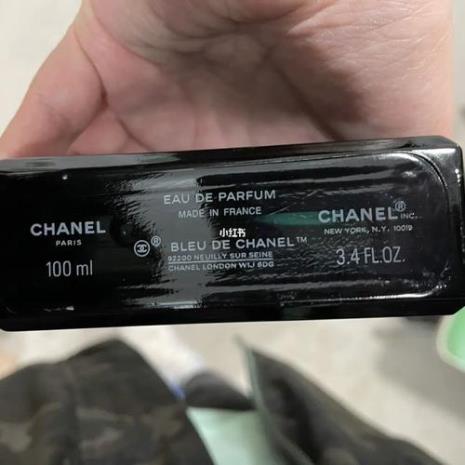 EAU DE PARFUM
MADE IN FRANCE
CHANEL
PARIS
100 ml
BLEU DE CHANEL™
92200 NEUILLY SUR SEINE
CHANEL LONDON W1J 6DG
CHANEL® INC.
NEW YORK, N.Y. 10019
3.4 FL.OZ.
®
小红书